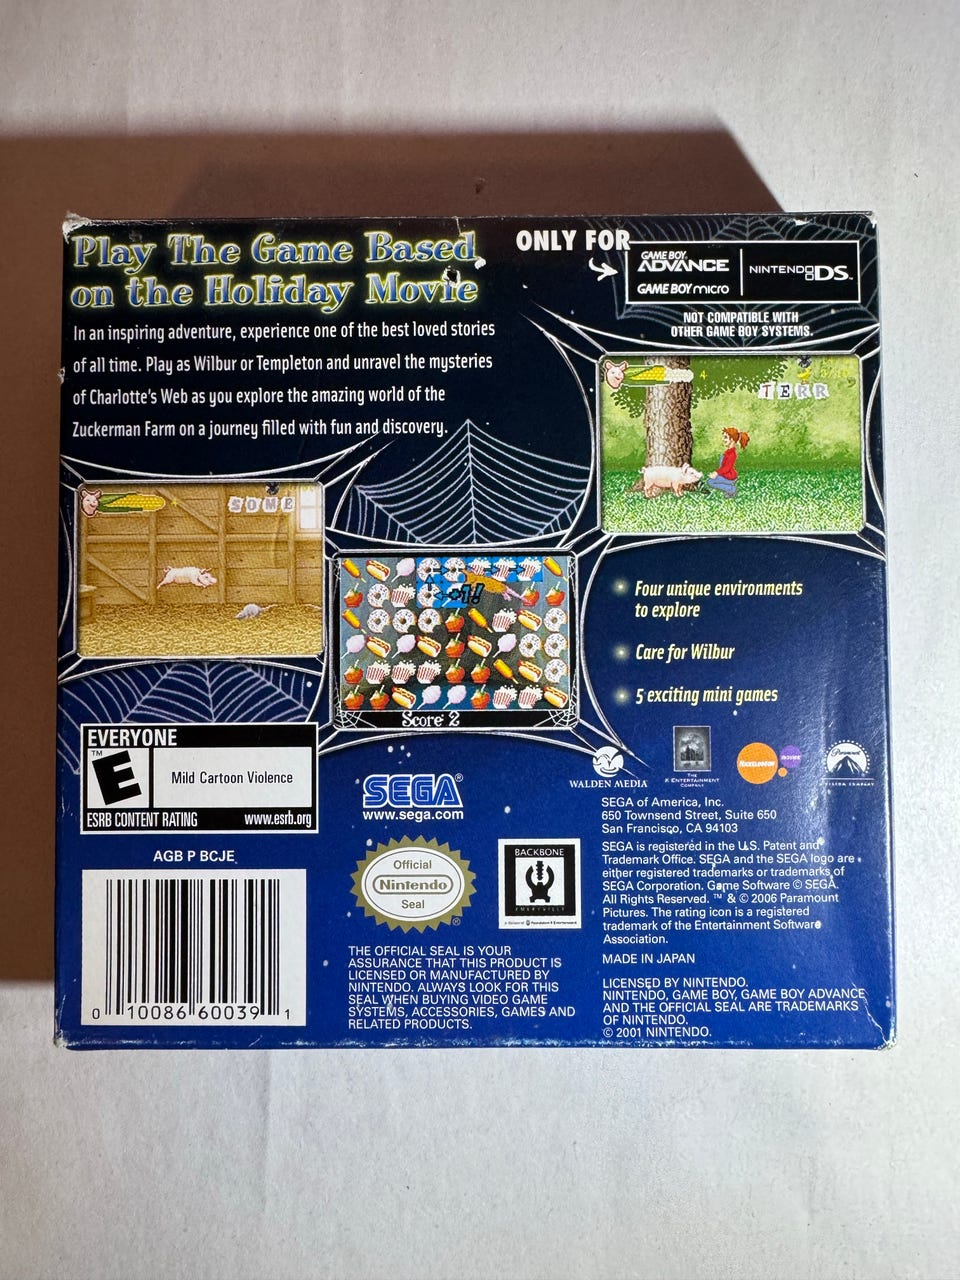 Play The Game Based
on the Holiday Movie
In an inspiring adventure, experience one of the best loved stories
of all time. Play as Wilbur or Templeton and unravel the mysteries
of Charlotte's Web as you explore the amazing world of the
Zuckerman Farm on a journey filled with fun and discovery.
ONLY FOR
GAME BOY ADVANCE
GAME BOY micro
NINTENDO DS™
NOT COMPATIBLE WITH
OTHER GAME BOY SYSTEMS.
4
TERR
SOME
+1!
Score 2
Four unique environments
to explore
Care for Wilbur
5 exciting mini games
EVERYONE
E™
Mild Cartoon Violence
ESRB CONTENT RATING www.esrb.org
AGB P BCJE
0 10086 60039 1
SEGA®
www.sega.com
Official
Nintendo
Seal
®
THE OFFICIAL SEAL IS YOUR
ASSURANCE THAT THIS PRODUCT IS
LICENSED OR MANUFACTURED BY
NINTENDO. ALWAYS LOOK FOR THIS
SEAL WHEN BUYING VIDEO GAME
SYSTEMS, ACCESSORIES, GAMES AND
RELATED PRODUCTS.
BACKBONE
EMERYVILLE
WALDEN MEDIA
THE
K ENTERTAINMENT
COMPANY
NICKELODEON
MOVIES
Paramount
SEGA of America, Inc.
650 Townsend Street, Suite 650
San Francisco, CA 94103
SEGA is registered in the U.S. Patent and
Trademark Office. SEGA and the SEGA logo are
either registered trademarks or trademarks of
SEGA Corporation. Game Software © SEGA.
All Rights Reserved. ™ & © 2006 Paramount
Pictures. The rating icon is a registered
trademark of the Entertainment Software
Association.
MADE IN JAPAN
LICENSED BY NINTENDO.
NINTENDO, GAME BOY, GAME BOY ADVANCE
AND THE OFFICIAL SEAL ARE TRADEMARKS
OF NINTENDO.
© 2001 NINTENDO.